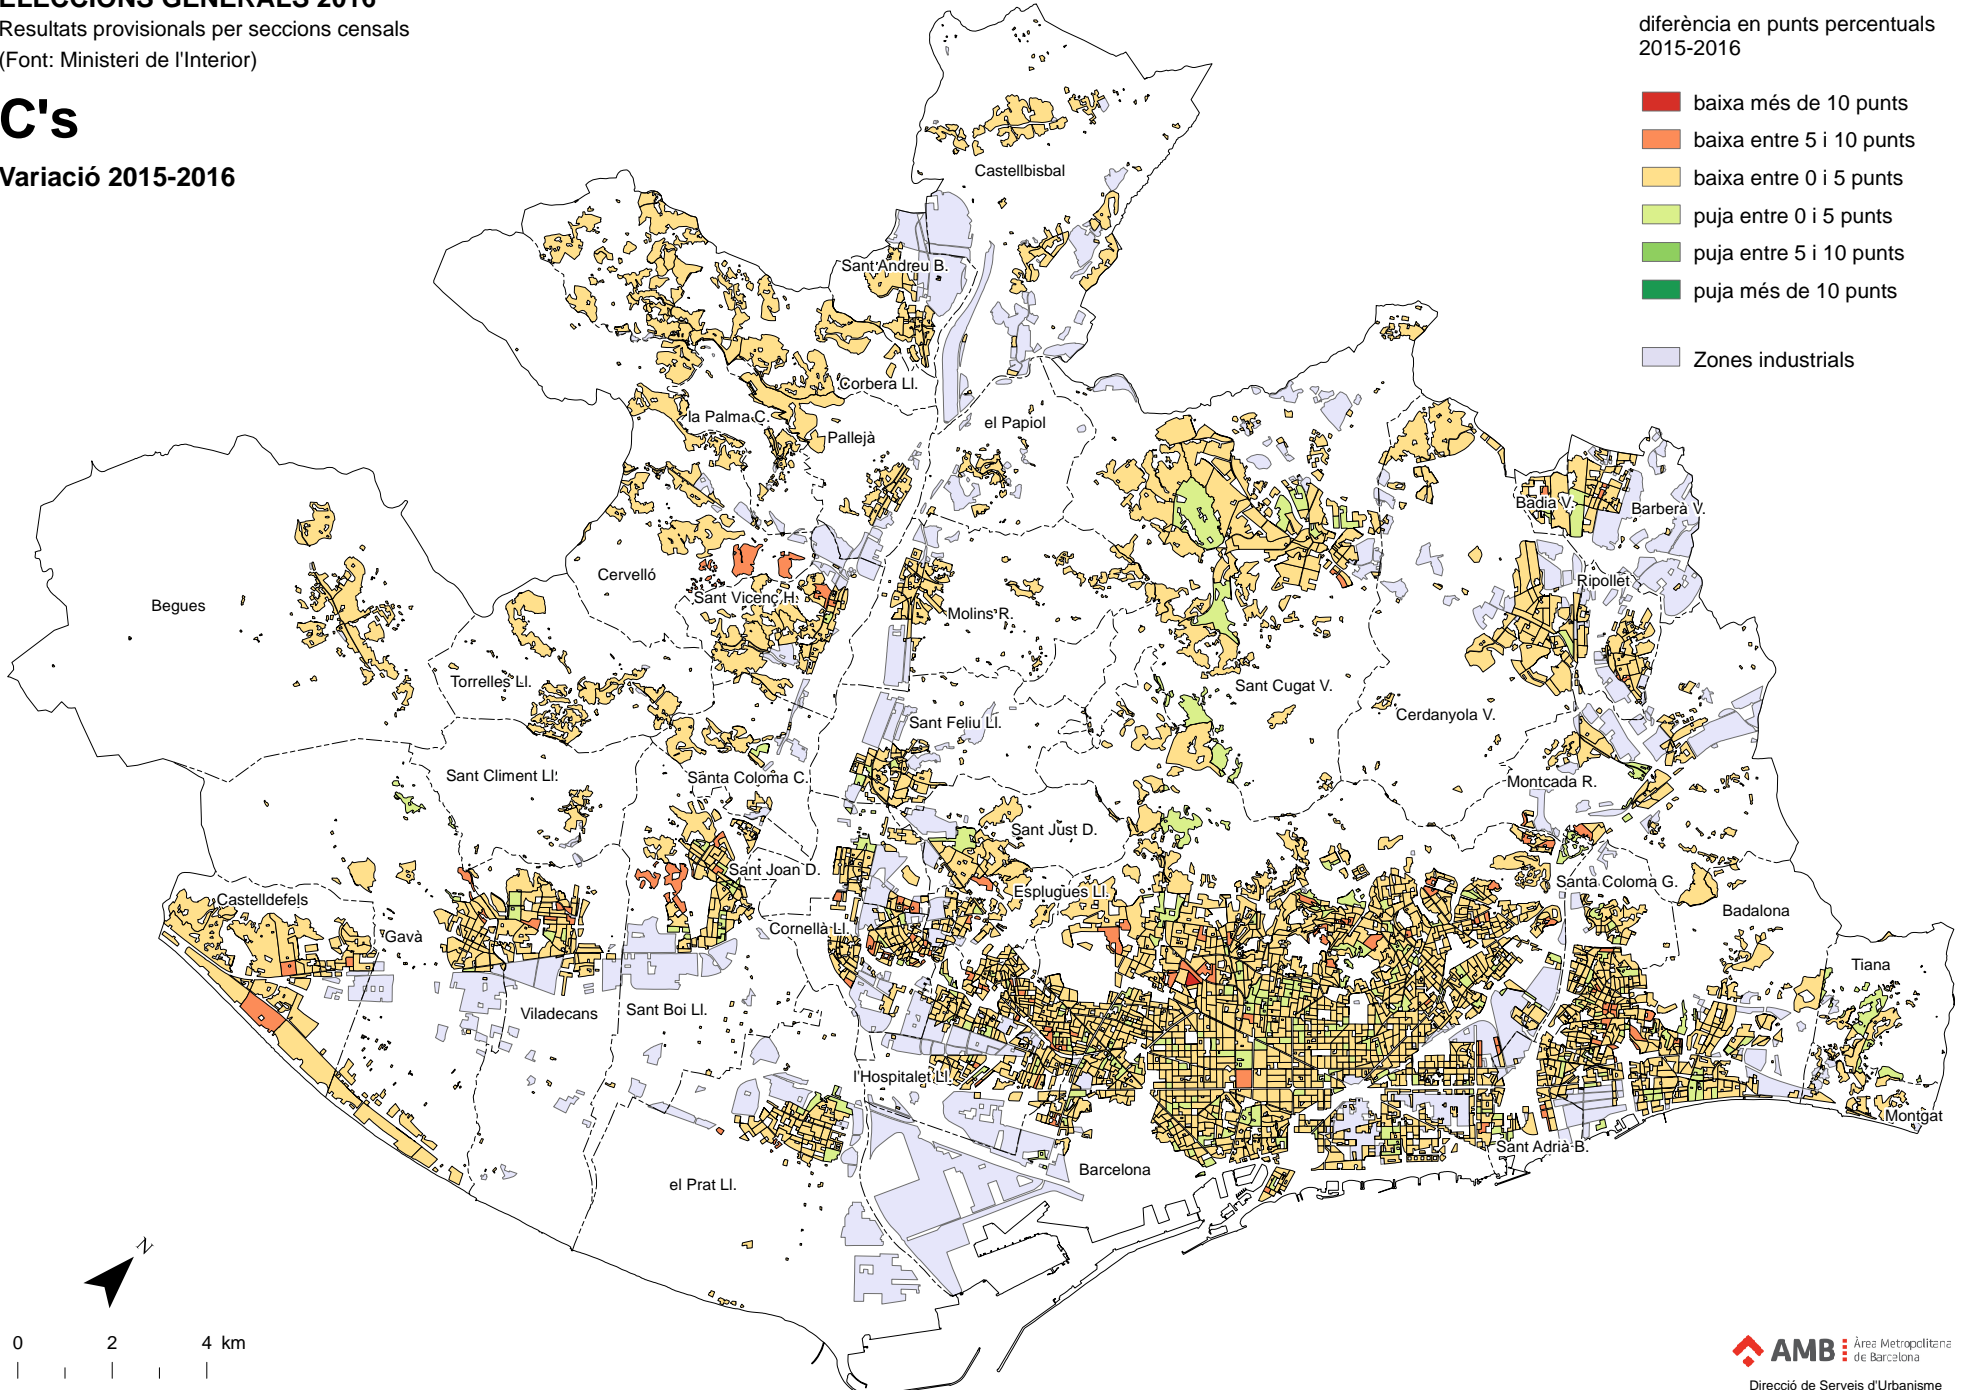 ELECCIONS GENERALS 2016
Resultats provisionals per seccions censals
(Font: Ministeri de l'Interior)
C's
Variació 2015-2016
diferència en punts percentuals
2015-2016
baixa més de 10 punts
baixa entre 5 i 10 punts
baixa entre 0 i 5 punts
puja entre 0 i 5 punts
puja entre 5 i 10 punts
puja més de 10 punts
Zones industrials
Castellbisbal
Sant Andreu B.
Corbera Ll.
la Palma C.
Pallejà
el Papiol
Badia V.
Barberà V.
Cervelló
Ripollet
Begues
Sant Vicenç H.
Molins R.
Torrelles Ll.
Sant Cugat V.
Cerdanyola V.
Sant Feliu Ll.
Sant Climent Ll.
Santa Coloma C.
Montcada R.
Sant Just D.
Sant Joan D.
Esplugues Ll.
Santa Coloma G.
Castelldefels
Badalona
Gavà
Cornellà Ll.
Tiana
Viladecans
Sant Boi Ll.
l'Hospitalet Ll.
Montgat
Sant Adrià B.
Barcelona
el Prat Ll.
N
0 2 4 km
AMB Àrea Metropolitana
de Barcelona
Direcció de Serveis d'Urbanisme